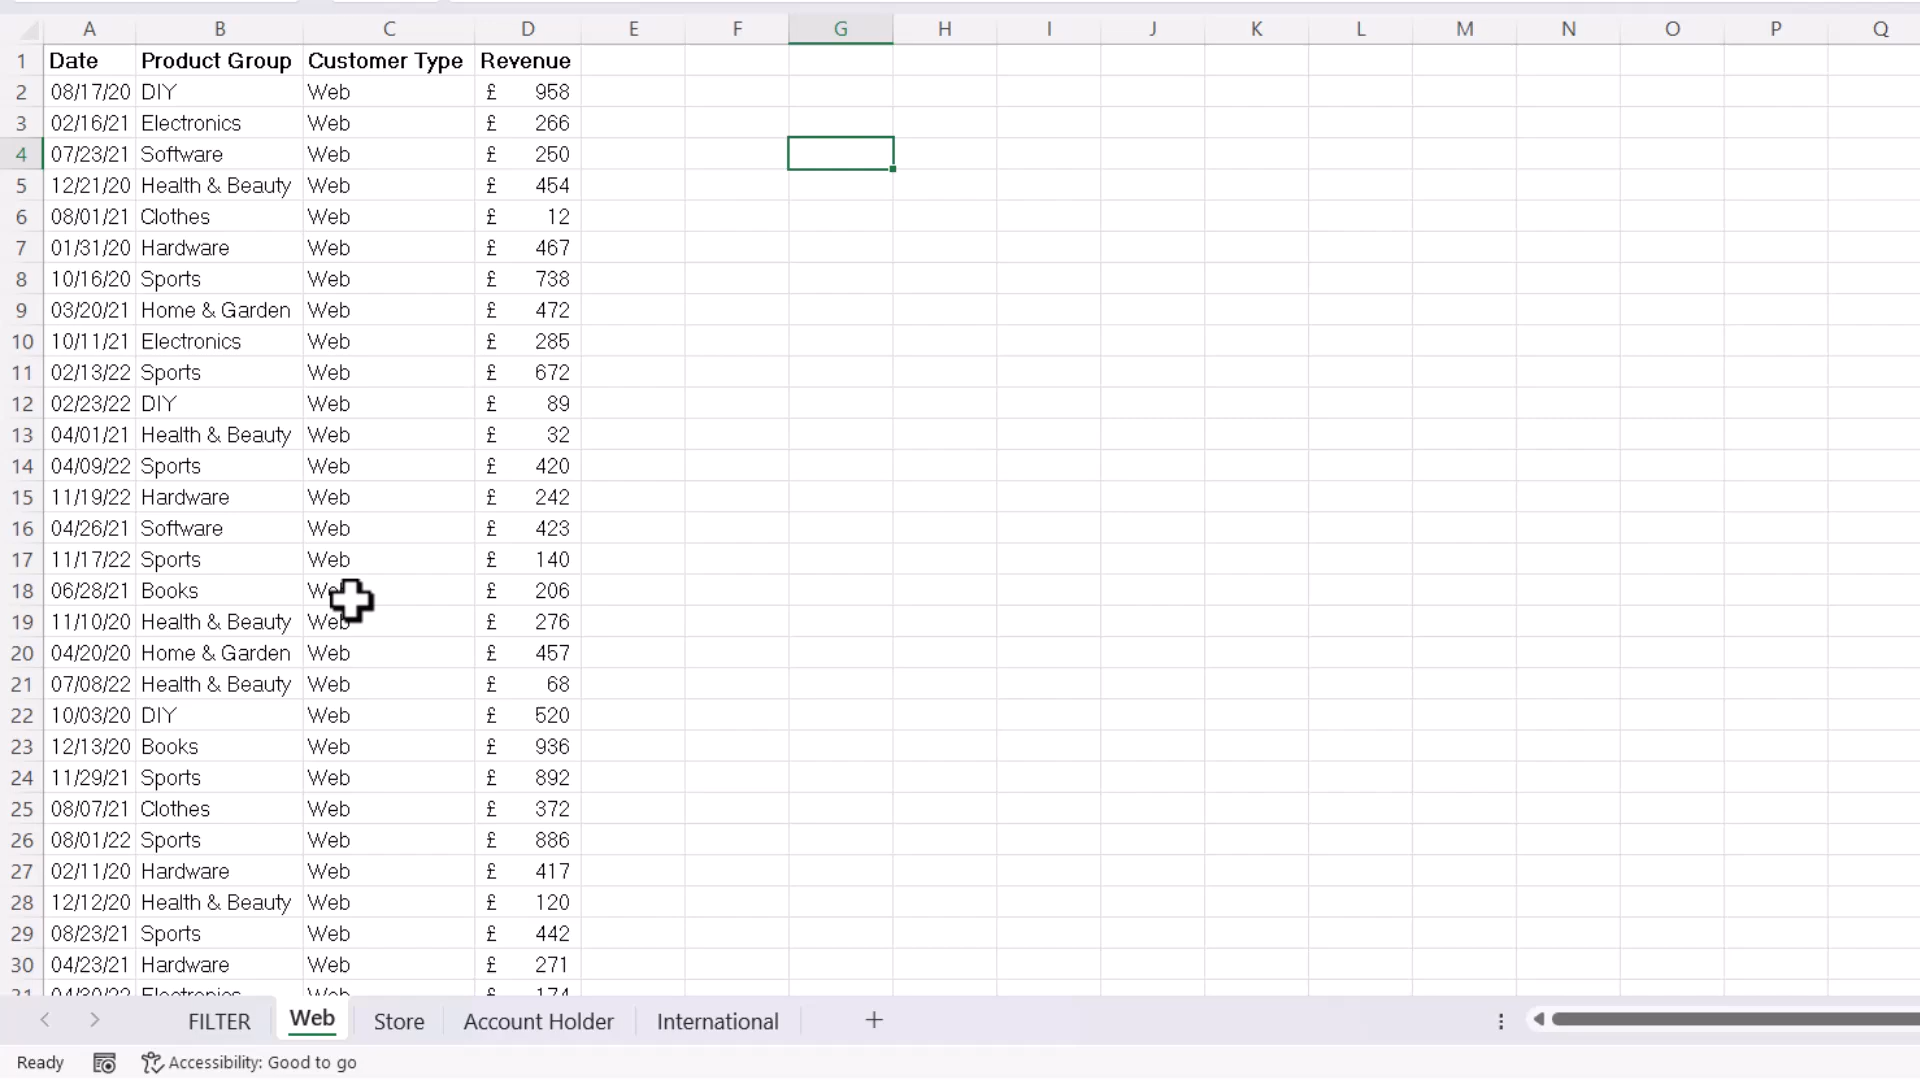 A B C D E F G H I J K L M N O P Q
1 Date Product Group Customer Type Revenue
2 08/17/20 DIY Web £ 958
3 02/16/21 Electronics Web £ 266
4 07/23/21 Software Web £ 250
5 12/21/20 Health & Beauty Web £ 454
6 08/01/21 Clothes Web £ 12
7 01/31/20 Hardware Web £ 467
8 10/16/20 Sports Web £ 738
9 03/20/21 Home & Garden Web £ 472
10 10/11/21 Electronics Web £ 285
11 02/13/22 Sports Web £ 672
12 02/23/22 DIY Web £ 89
13 04/01/21 Health & Beauty Web £ 32
14 04/09/22 Sports Web £ 420
15 11/19/22 Hardware Web £ 242
16 04/26/21 Software Web £ 423
17 11/17/22 Sports Web £ 140
18 06/28/21 Books Web £ 206
19 11/10/20 Health & Beauty Web £ 276
20 04/20/20 Home & Garden Web £ 457
21 07/08/22 Health & Beauty Web £ 68
22 10/03/20 DIY Web £ 520
23 12/13/20 Books Web £ 936
24 11/29/21 Sports Web £ 892
25 08/07/21 Clothes Web £ 372
26 08/01/22 Sports Web £ 886
27 02/11/20 Hardware Web £ 417
28 12/12/20 Health & Beauty Web £ 120
29 08/23/21 Sports Web £ 442
30 04/23/21 Hardware Web £ 271
31 04/30/22 Electronics Web £ 174
FILTER Web Store Account Holder International
Ready Accessibility: Good to go